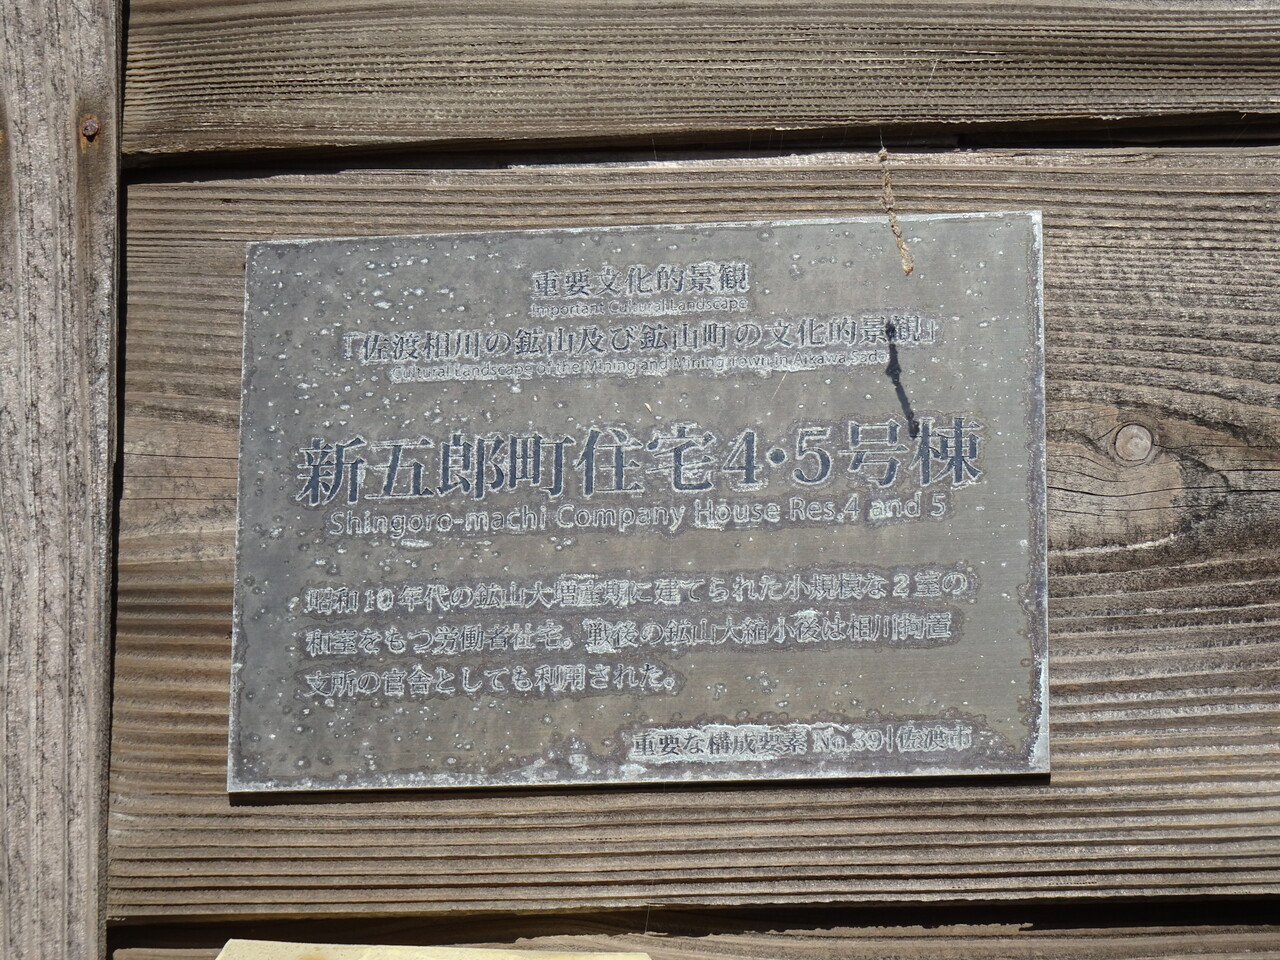 重要文化的景観
Important Cultural Landscape
『佐渡相川の鉱山及び鉱山町の文化的景観』
Cultural Landscape of the Mining and Mining Town in Aikawa, Sado
新五郎町住宅4・5号棟
Shingoro-machi Company House Res.4 and 5
昭和10年代の鉱山大増産期に建てられた小規模な2室の
和室をもつ労働者社宅。戦後の鉱山大縮小後は相川拘置
支所の官舎としても利用された。
重要な構成要素 No.39|佐渡市